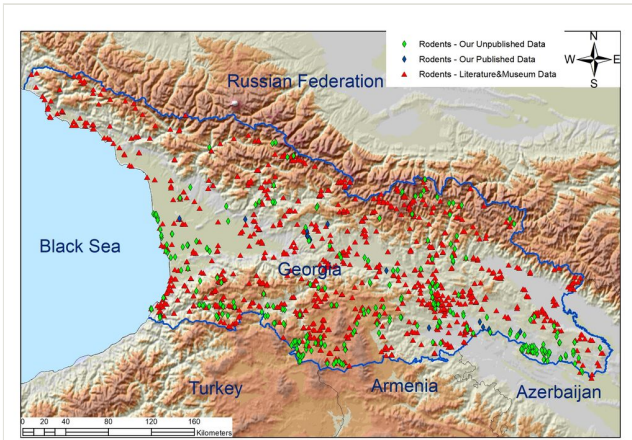 N
W E
S
Rodents - Our Unpublished Data
Rodents - Our Published Data
Rodents - Literature&Museum Data
Russian Federation
Black Sea
Georgia
Turkey
Armenia
Azerbaijan
0 20 40 80 120 160
Kilometers